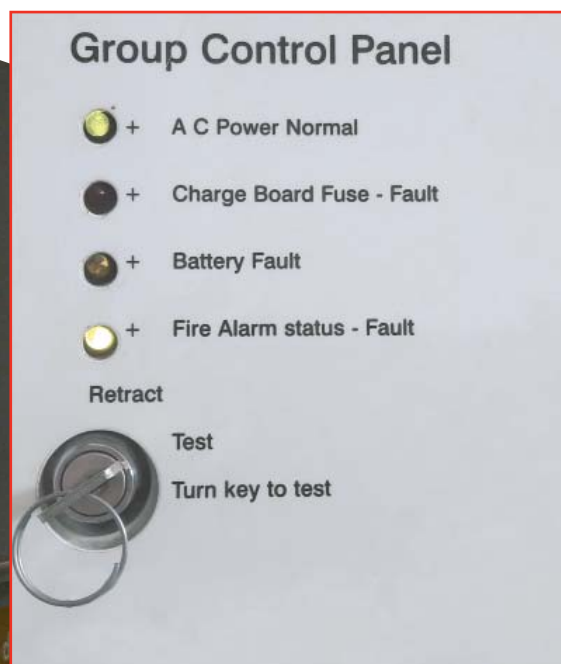 Group Control Panel
+ A C Power Normal
+ Charge Board Fuse - Fault
+ Battery Fault
+ Fire Alarm status - Fault
Retract
Test
Turn key to test